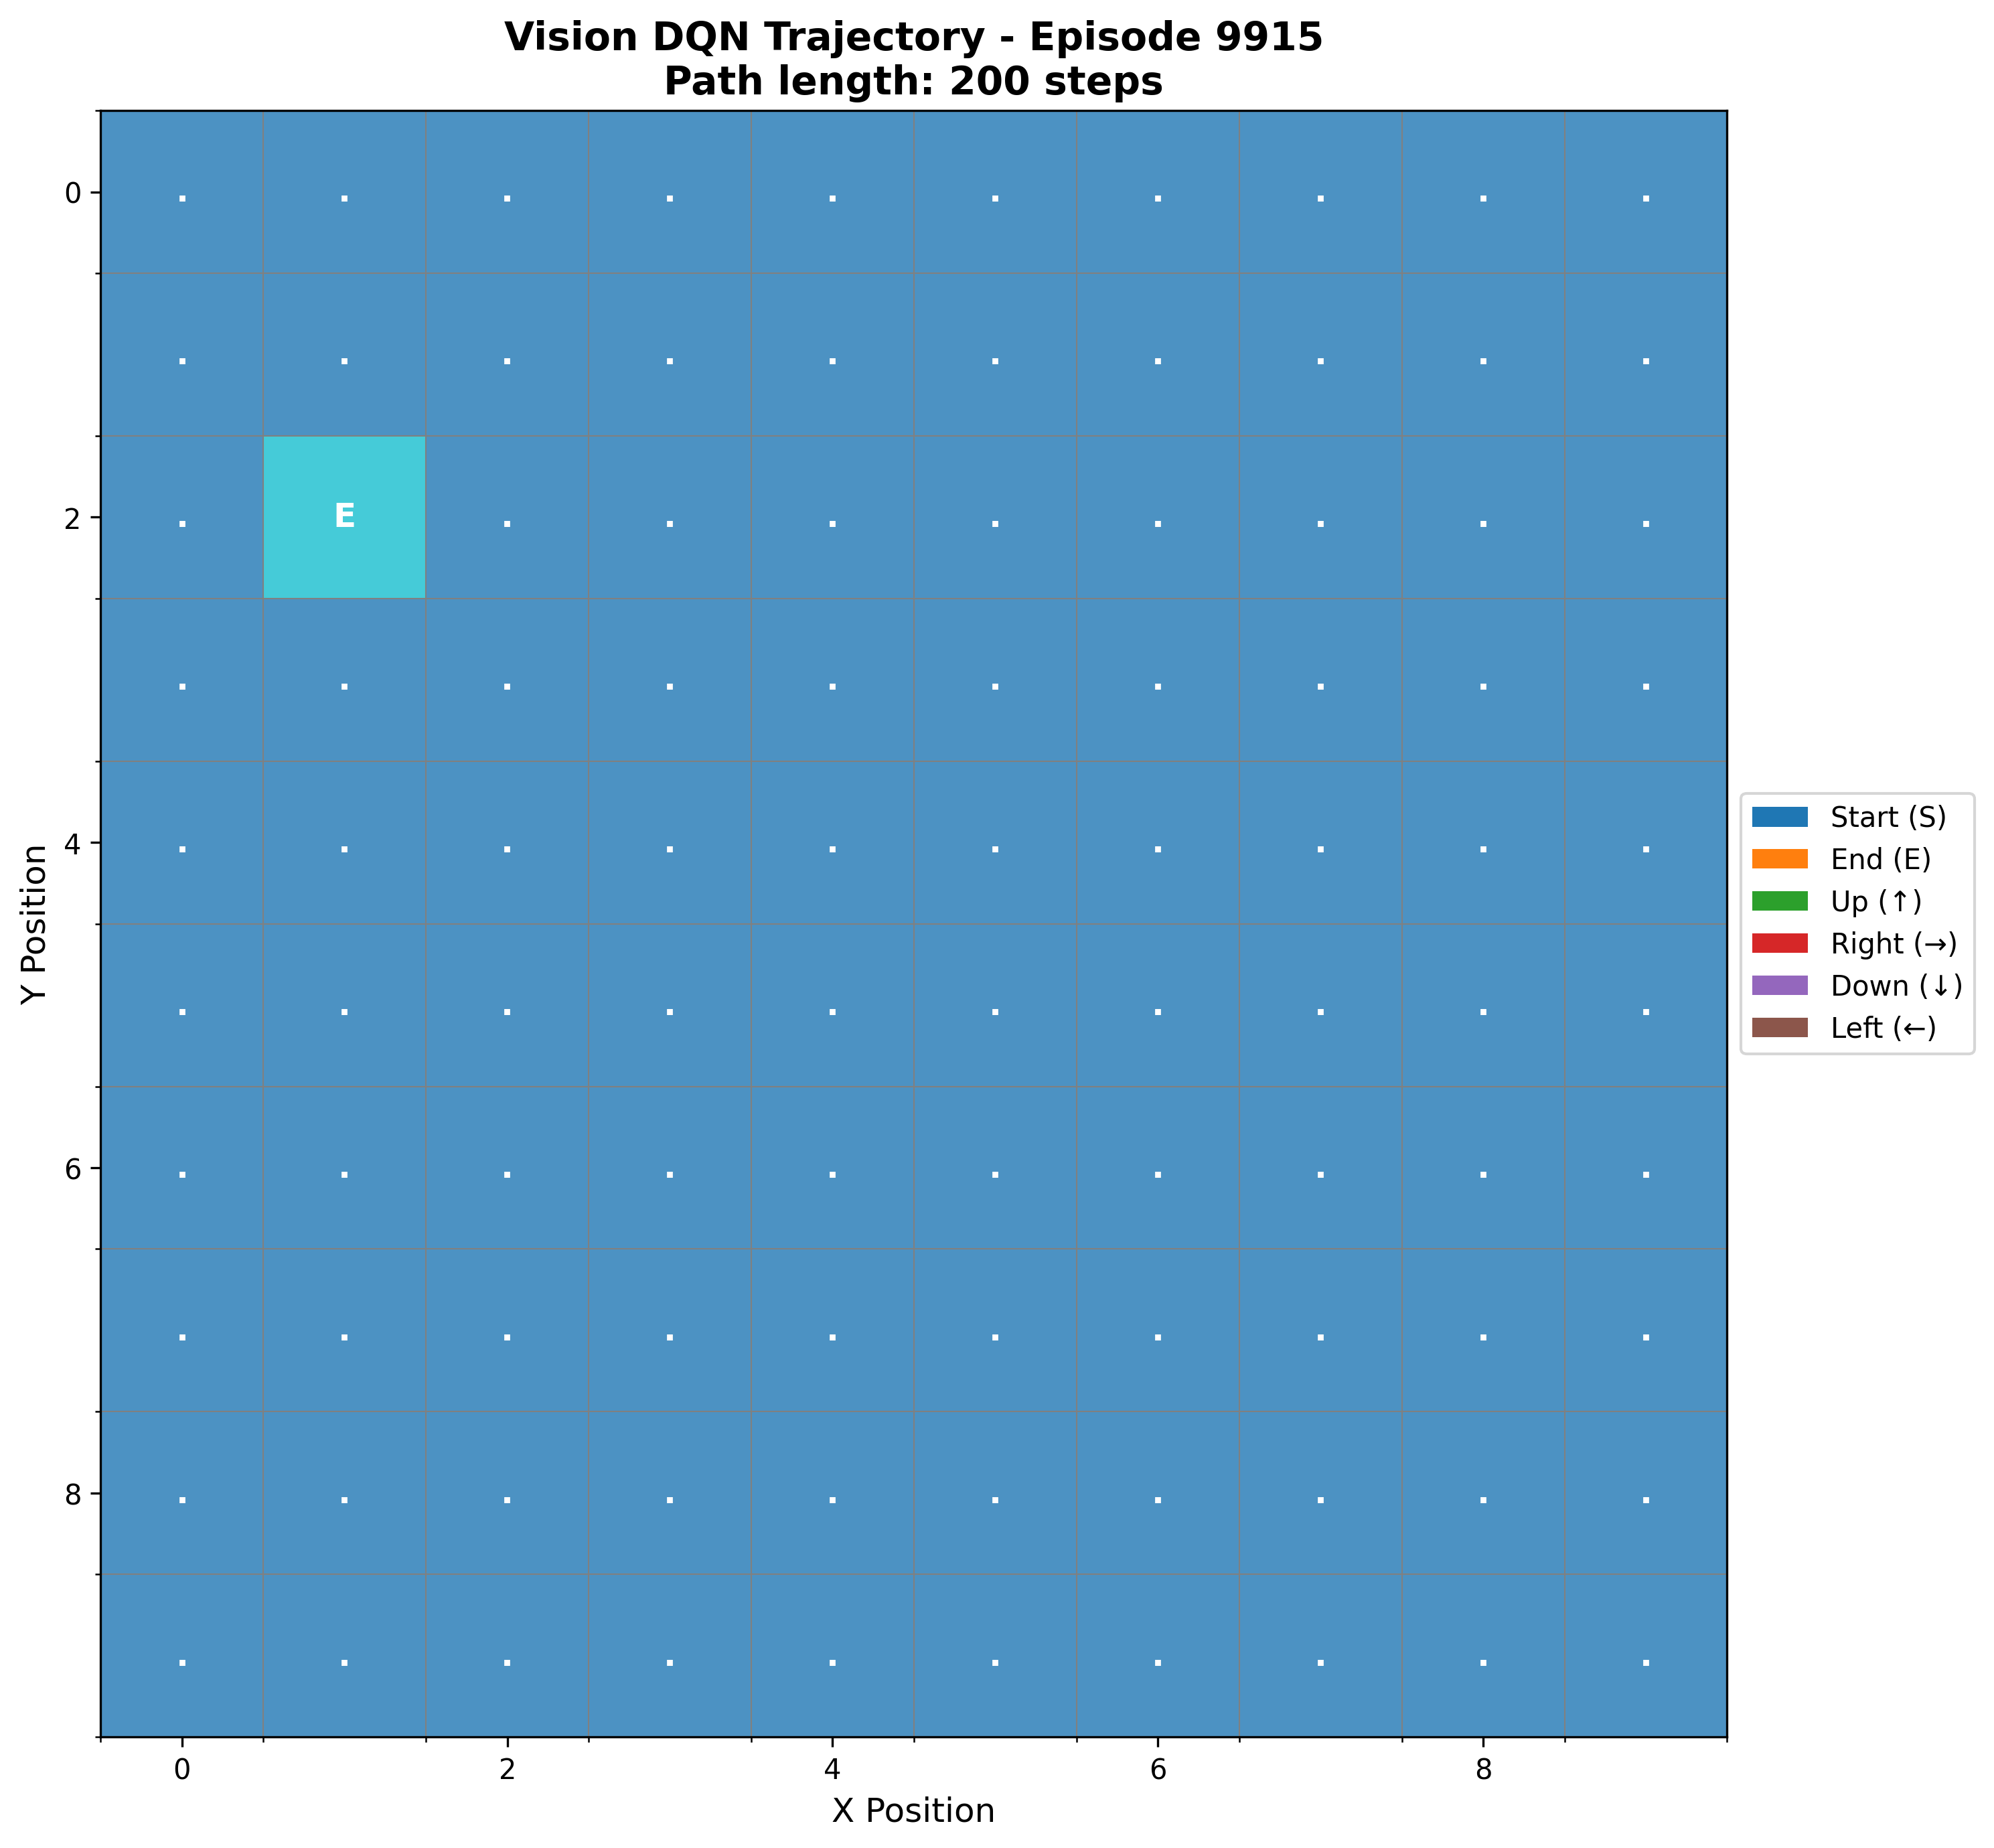 Vision DQN Trajectory - Episode 9915
Path length: 200 steps
0
2
E
4
6
8
Y Position
0 2 4 6 8
X Position
Start (S)
End (E)
Up (↑)
Right (→)
Down (↓)
Left (←)